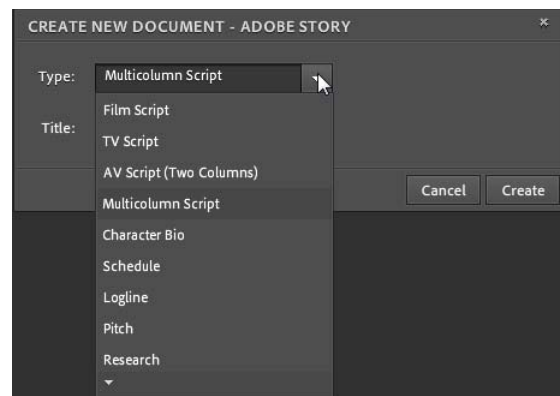 CREATE NEW DOCUMENT - ADOBE STORY
Type: Multicolumn Script
Film Script
Title:
TV Script
AV Script (Two Columns)
Multicolumn Script
Cancel Create
Character Bio
Schedule
Logline
Pitch
Research